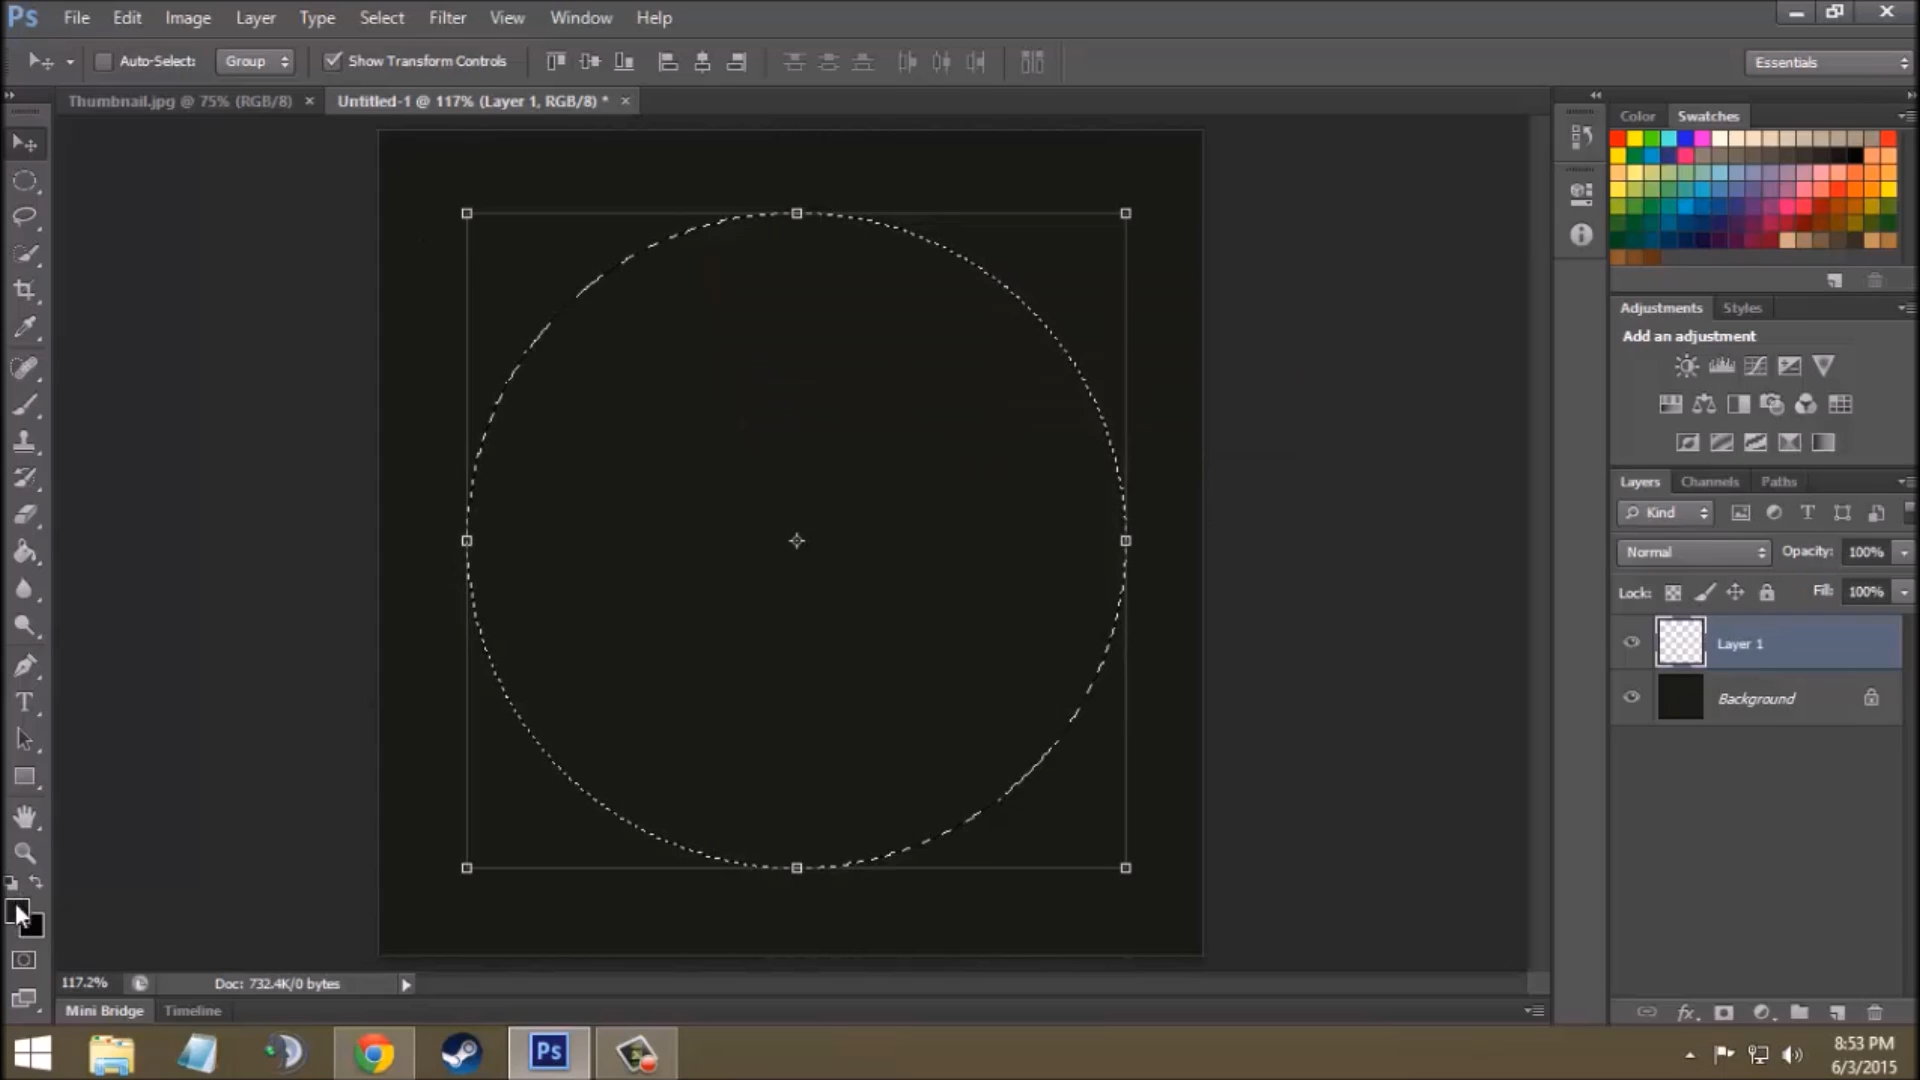 Ps File Edit Image Layer Type Select Filter View Window Help
Auto-Select: Group Show Transform Controls Essentials
Thumbnail.jpg @ 75% (RGB/8) × Untitled-1 @ 117% (Layer 1, RGB/8) * ×
Color Swatches
Adjustments Styles
Add an adjustment
Layers Channels Paths
Kind T
Normal Opacity: 100%
Lock: Fill: 100%
Layer 1
Background
T
117.2% Doc: 732.4K/0 bytes
Mini Bridge Timeline
fx
Ps
8:53 PM
6/3/2015